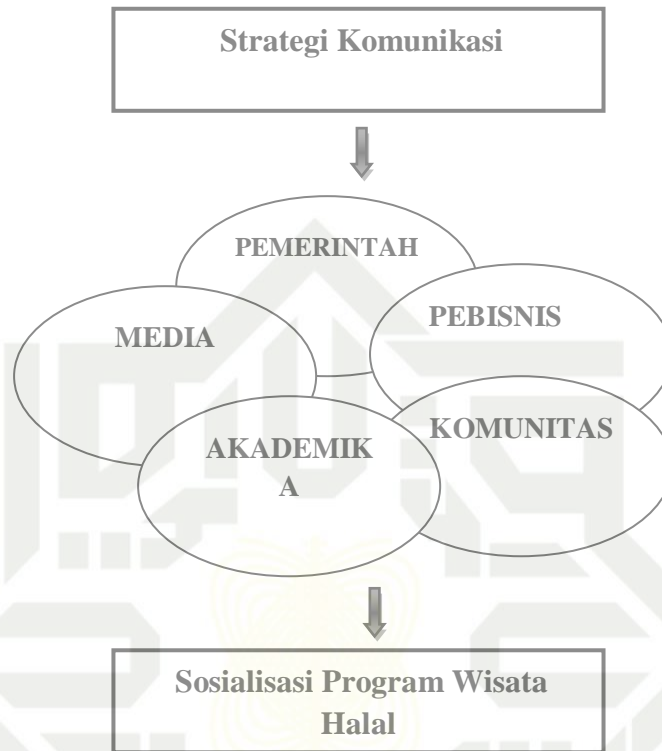 Strategi Komunikasi
PEMERINTAH
PEBISNIS
MEDIA
KOMUNITAS
AKADEMIK
A
Sosialisasi Program Wisata
Halal